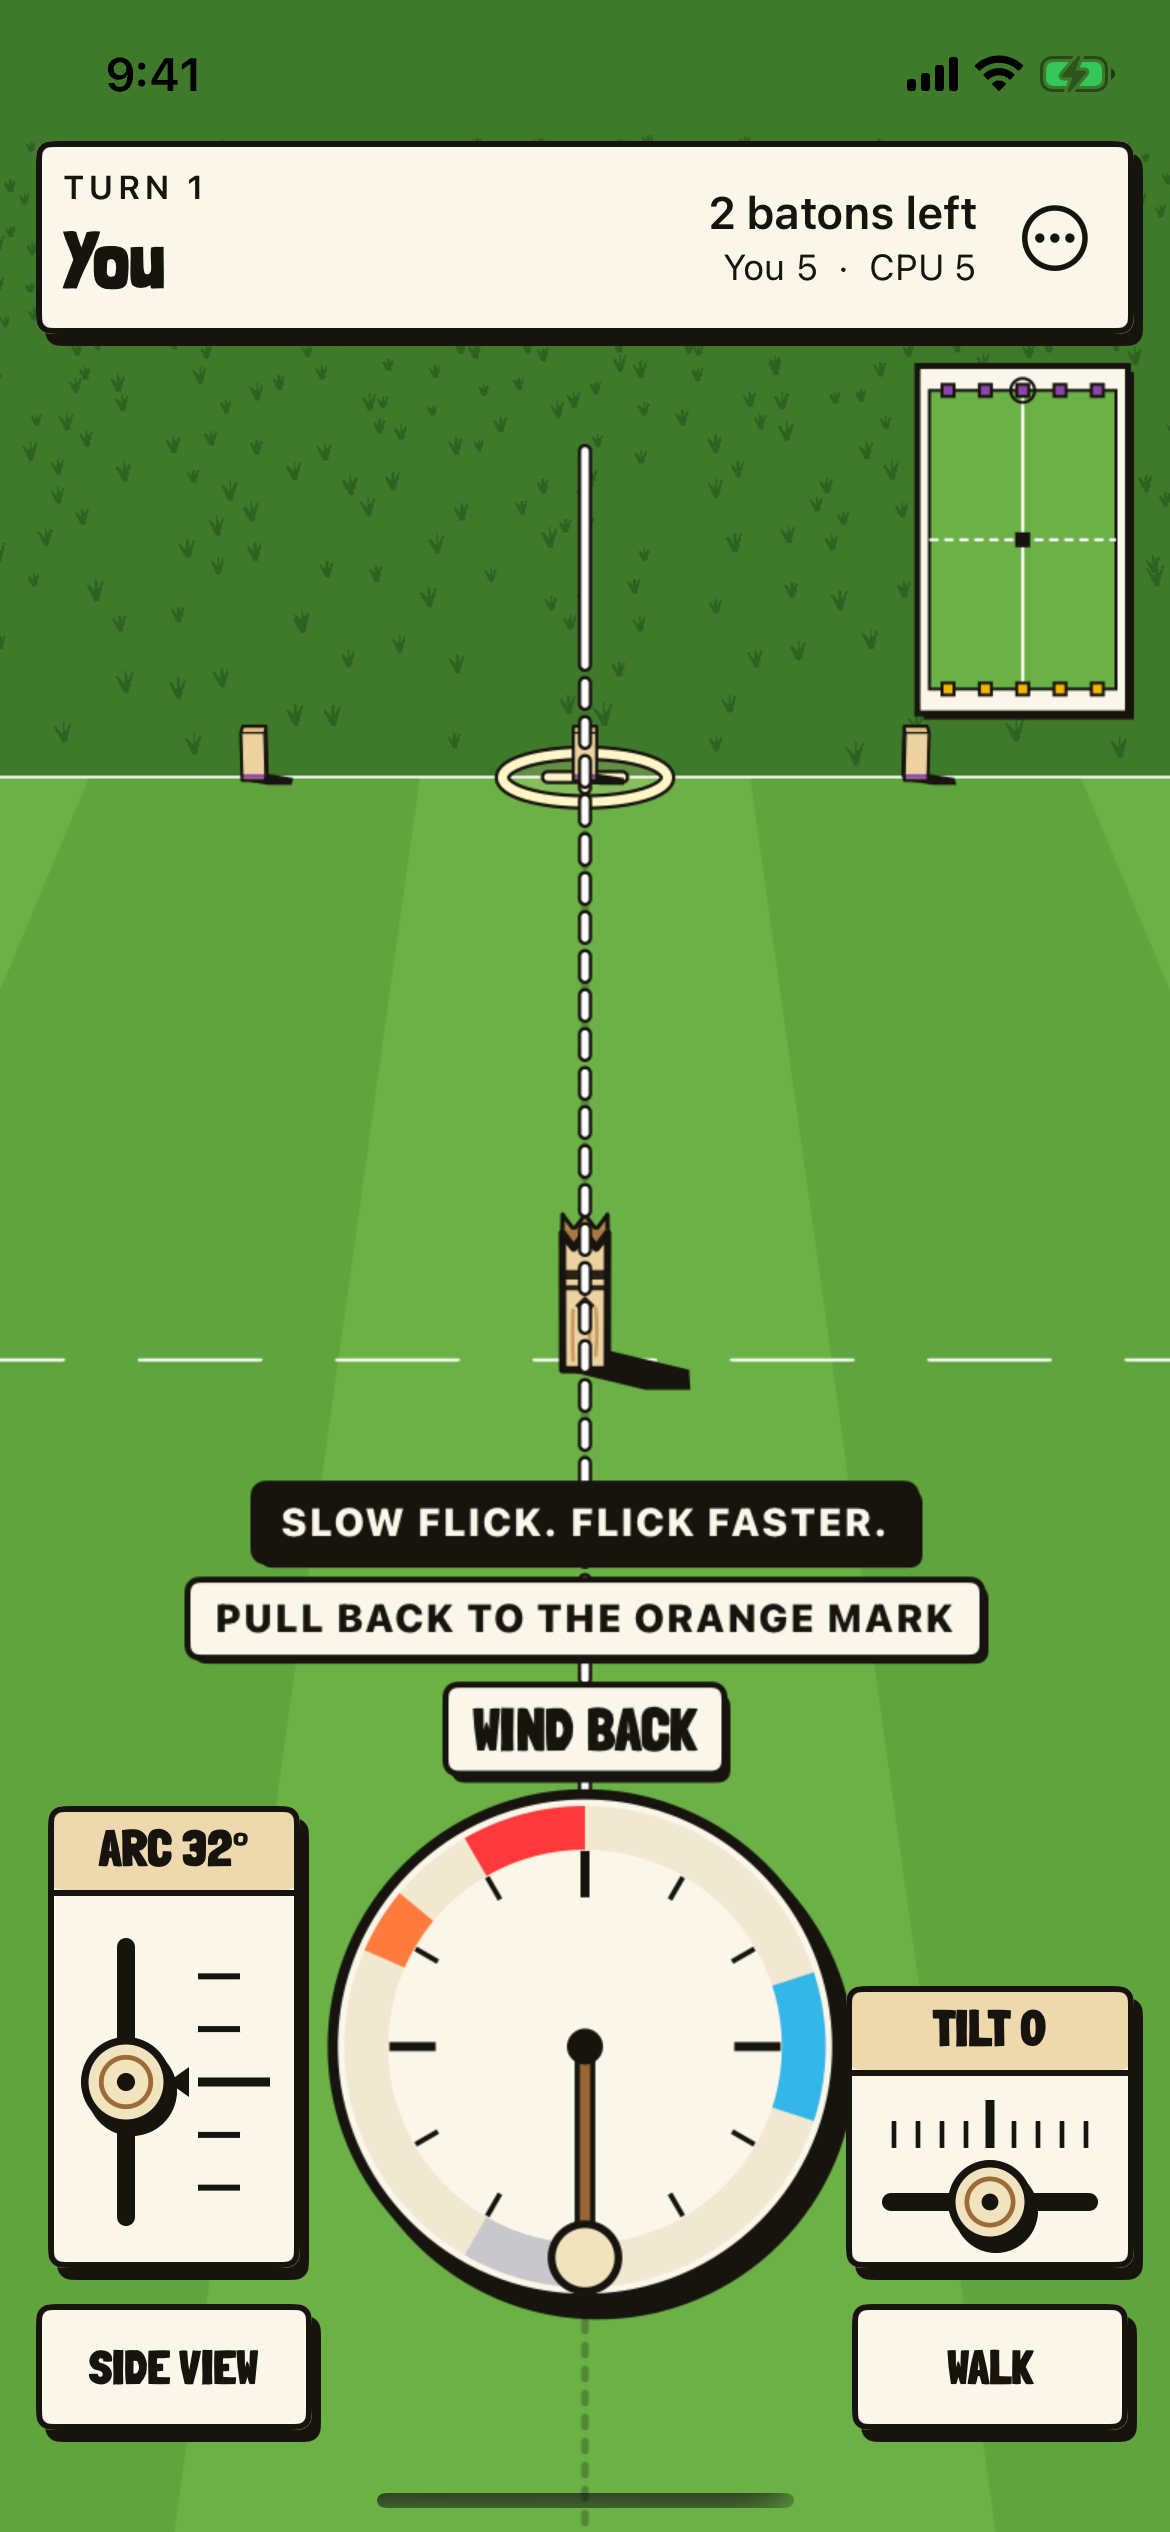 9:41
TURN 1
You
2 batons left
You 5 · CPU 5
SLOW FLICK. FLICK FASTER.
PULL BACK TO THE ORANGE MARK
WIND BACK
ARC 32°
TILT 0
SIDE VIEW
WALK